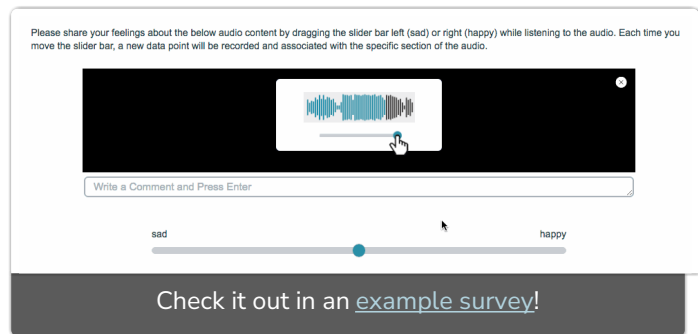 Please share your feelings about the below audio content by dragging the slider bar left (sad) or right (happy) while listening to the audio. Each time you
move the slider bar, a new data point will be recorded and associated with the specific section of the audio.
Write a Comment and Press Enter
sad happy
Check it out in an example survey!